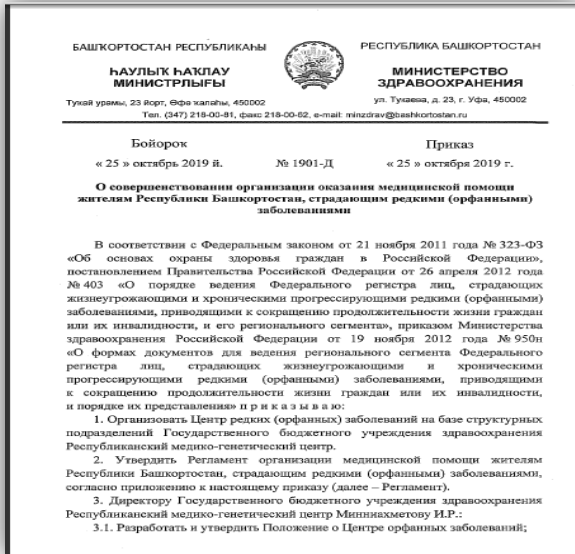 БАШҠОРТОСТАН РЕСПУБЛИКАҺЫ
РЕСПУБЛИКА БАШКОРТОСТАН
ҺАУЛЫҠ ҺАҠЛАУ
МИНИСТРЛЫҒЫ
МИНИСТЕРСТВО
ЗДРАВООХРАНЕНИЯ
Туҡай урамы, 23 йорт, Өфө ҡалаһы, 450002
ул. Тукаева, д. 23, г. Уфа, 450002
Тел. (347) 218-00-81, факс 218-00-62, e-mail: minzdrav@bashkortostan.ru
Бойороҡ
Приказ
« 25 » октябрь 2019 й.
№ 1901-Д
« 25 » октября 2019 г.
О совершенствовании организации оказания медицинской помощи
жителям Республики Башкортостан, страдающим редкими (орфанными)
заболеваниями
В соответствии с Федеральным законом от 21 ноября 2011 года № 323-ФЗ
«Об основах охраны здоровья граждан в Российской Федерации»,
постановлением Правительства Российской Федерации от 26 апреля 2012 года
№ 403 «О порядке ведения Федерального регистра лиц, страдающих
жизнеугрожающими и хроническими прогрессирующими редкими (орфанными)
заболеваниями, приводящими к сокращению продолжительности жизни граждан
или их инвалидности, и его регионального сегмента», приказом Министерства
здравоохранения Российской Федерации от 19 ноября 2012 года № 950н
«О формах документов для ведения регионального сегмента Федерального
регистра лиц, страдающих жизнеугрожающими и хроническими
прогрессирующими редкими (орфанными) заболеваниями, приводящими
к сокращению продолжительности жизни граждан или их инвалидности,
и порядке их представления» п р и к а з ы в а ю:
1. Организовать Центр редких (орфанных) заболеваний на базе структурных
подразделений Государственного бюджетного учреждения здравоохранения
Республиканский медико-генетический центр.
2. Утвердить Регламент организации медицинской помощи жителям
Республики Башкортостан, страдающим редкими (орфанными) заболеваниями,
согласно приложению к настоящему приказу (далее – Регламент).
3. Директору Государственного бюджетного учреждения здравоохранения
Республиканский медико-генетический центр Минниахметову И.Р.:
3.1. Разработать и утвердить Положение о Центре орфанных заболеваний;